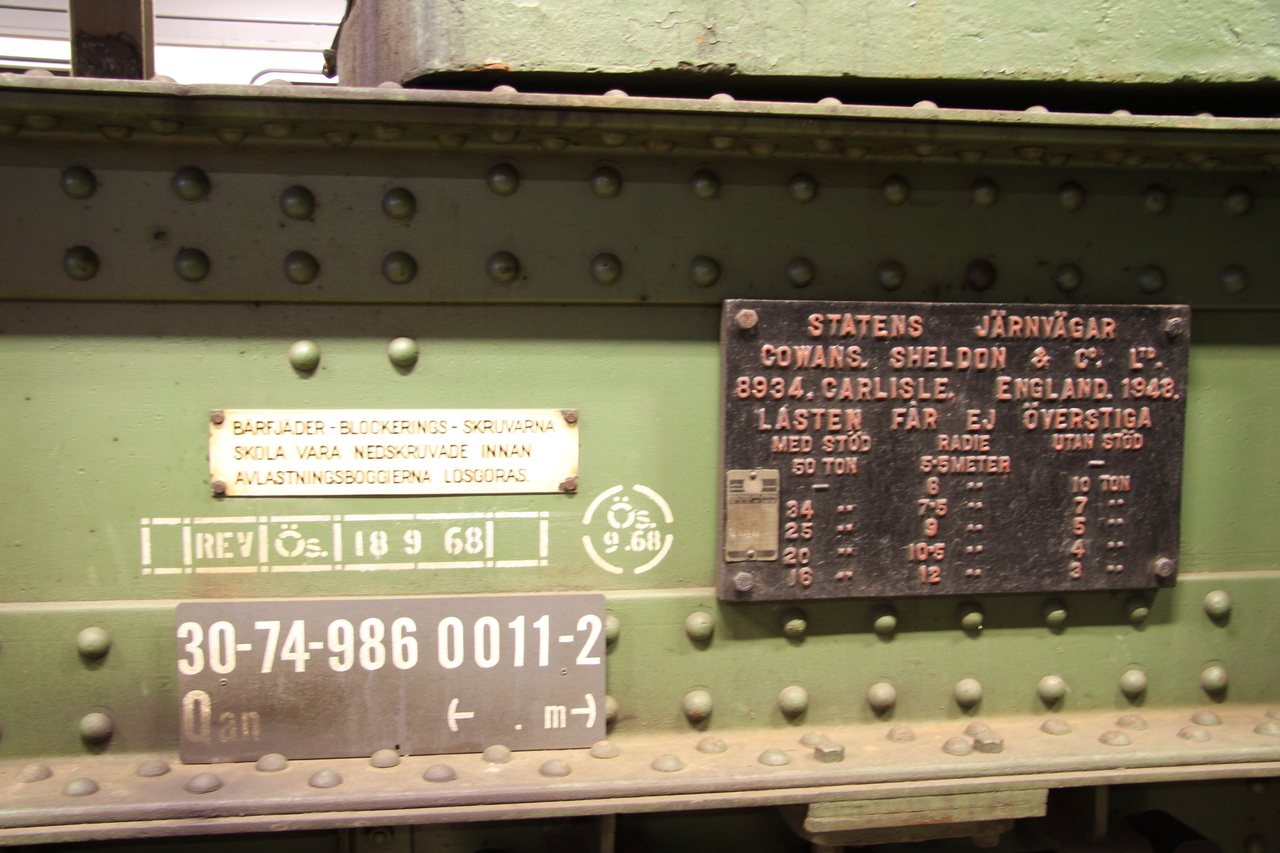 STATENS JÄRNVÄGAR
COWANS. SHELDON & Co. LTD.
8934. CARLISLE. ENGLAND. 1948.
LASTEN FÅR EJ ÖVERSTIGA
MED STÖD RADIE UTAN STÖD
50 TON 5·5 METER —
— 6 " 10 TON
34 " 7·5 " 7 "
25 " 9 " 5 "
20 " 10·5 " 4 "
16 " 12 " 3 "
BÄRFJÄDER - BLOCKERINGS - SKRUVARNA
SKOLA VARA NEDSKRUVADE INNAN
AVLASTNINGSBOGGIERNA LÖSGÖRAS.
REV Ös. 18 9 68
Ös.
9.68
30-74-986 0011-2
Qan
. m